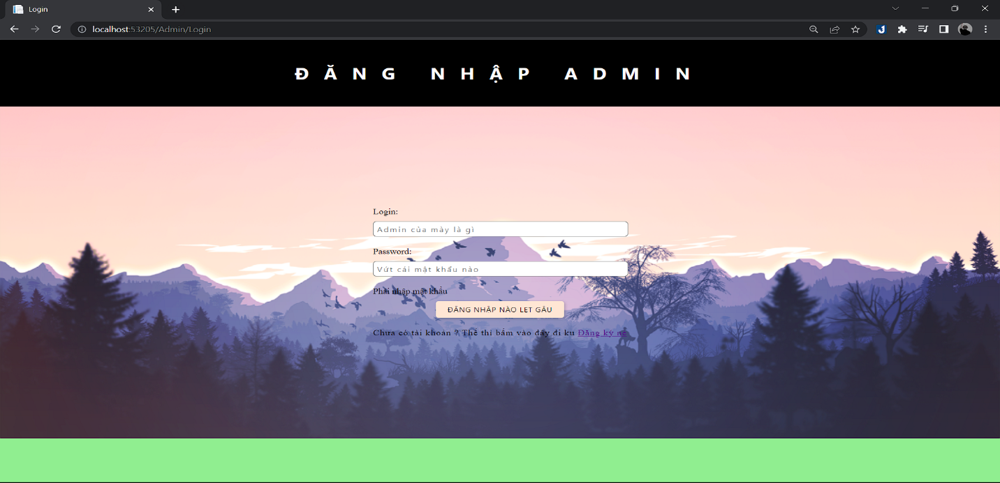 Login
localhost:53205/Admin/Login
ĐĂNG NHẬP ADMIN
Login:
Admin của mày là gì
Password:
Vứt cái mật khẩu nào
Phải nhập mật khẩu
ĐĂNG NHẬP NÀO LẸT GÂU
Chưa có tài khoản ? Thế thì bấm vào đây đi ku Đăng ký nè